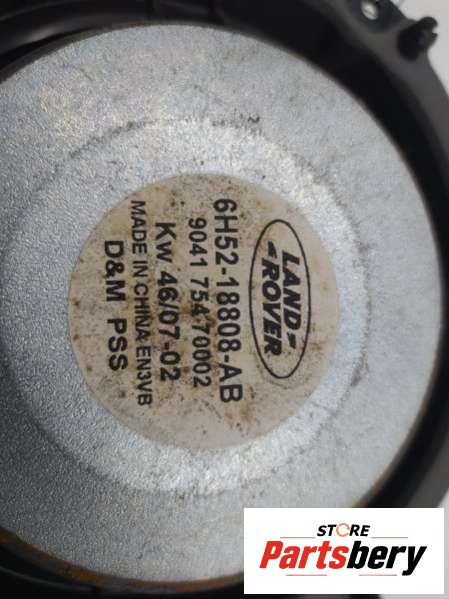 LAND-
-ROVER
6H52-18808-AB
9041 754 70002
Kw 46/07-02
MADE IN CHINA EN3VB
D&M PSS
STORE
Partsbery